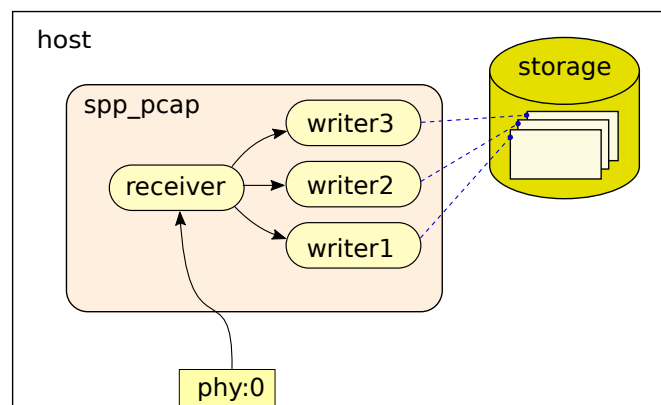 host
storage
spp_pcap
writer3
receiver
writer2
writer1
phy:0